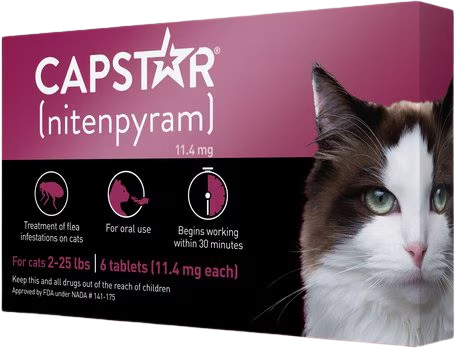 CAPSTAR®
(nitenpyram)
11.4 mg
Treatment of flea
infestations on cats
For oral use
Begins working
within 30 minutes
For cats 2-25 lbs | 6 tablets (11.4 mg each)
Keep this and all drugs out of the reach of children
Approved by FDA under NADA # 141-175